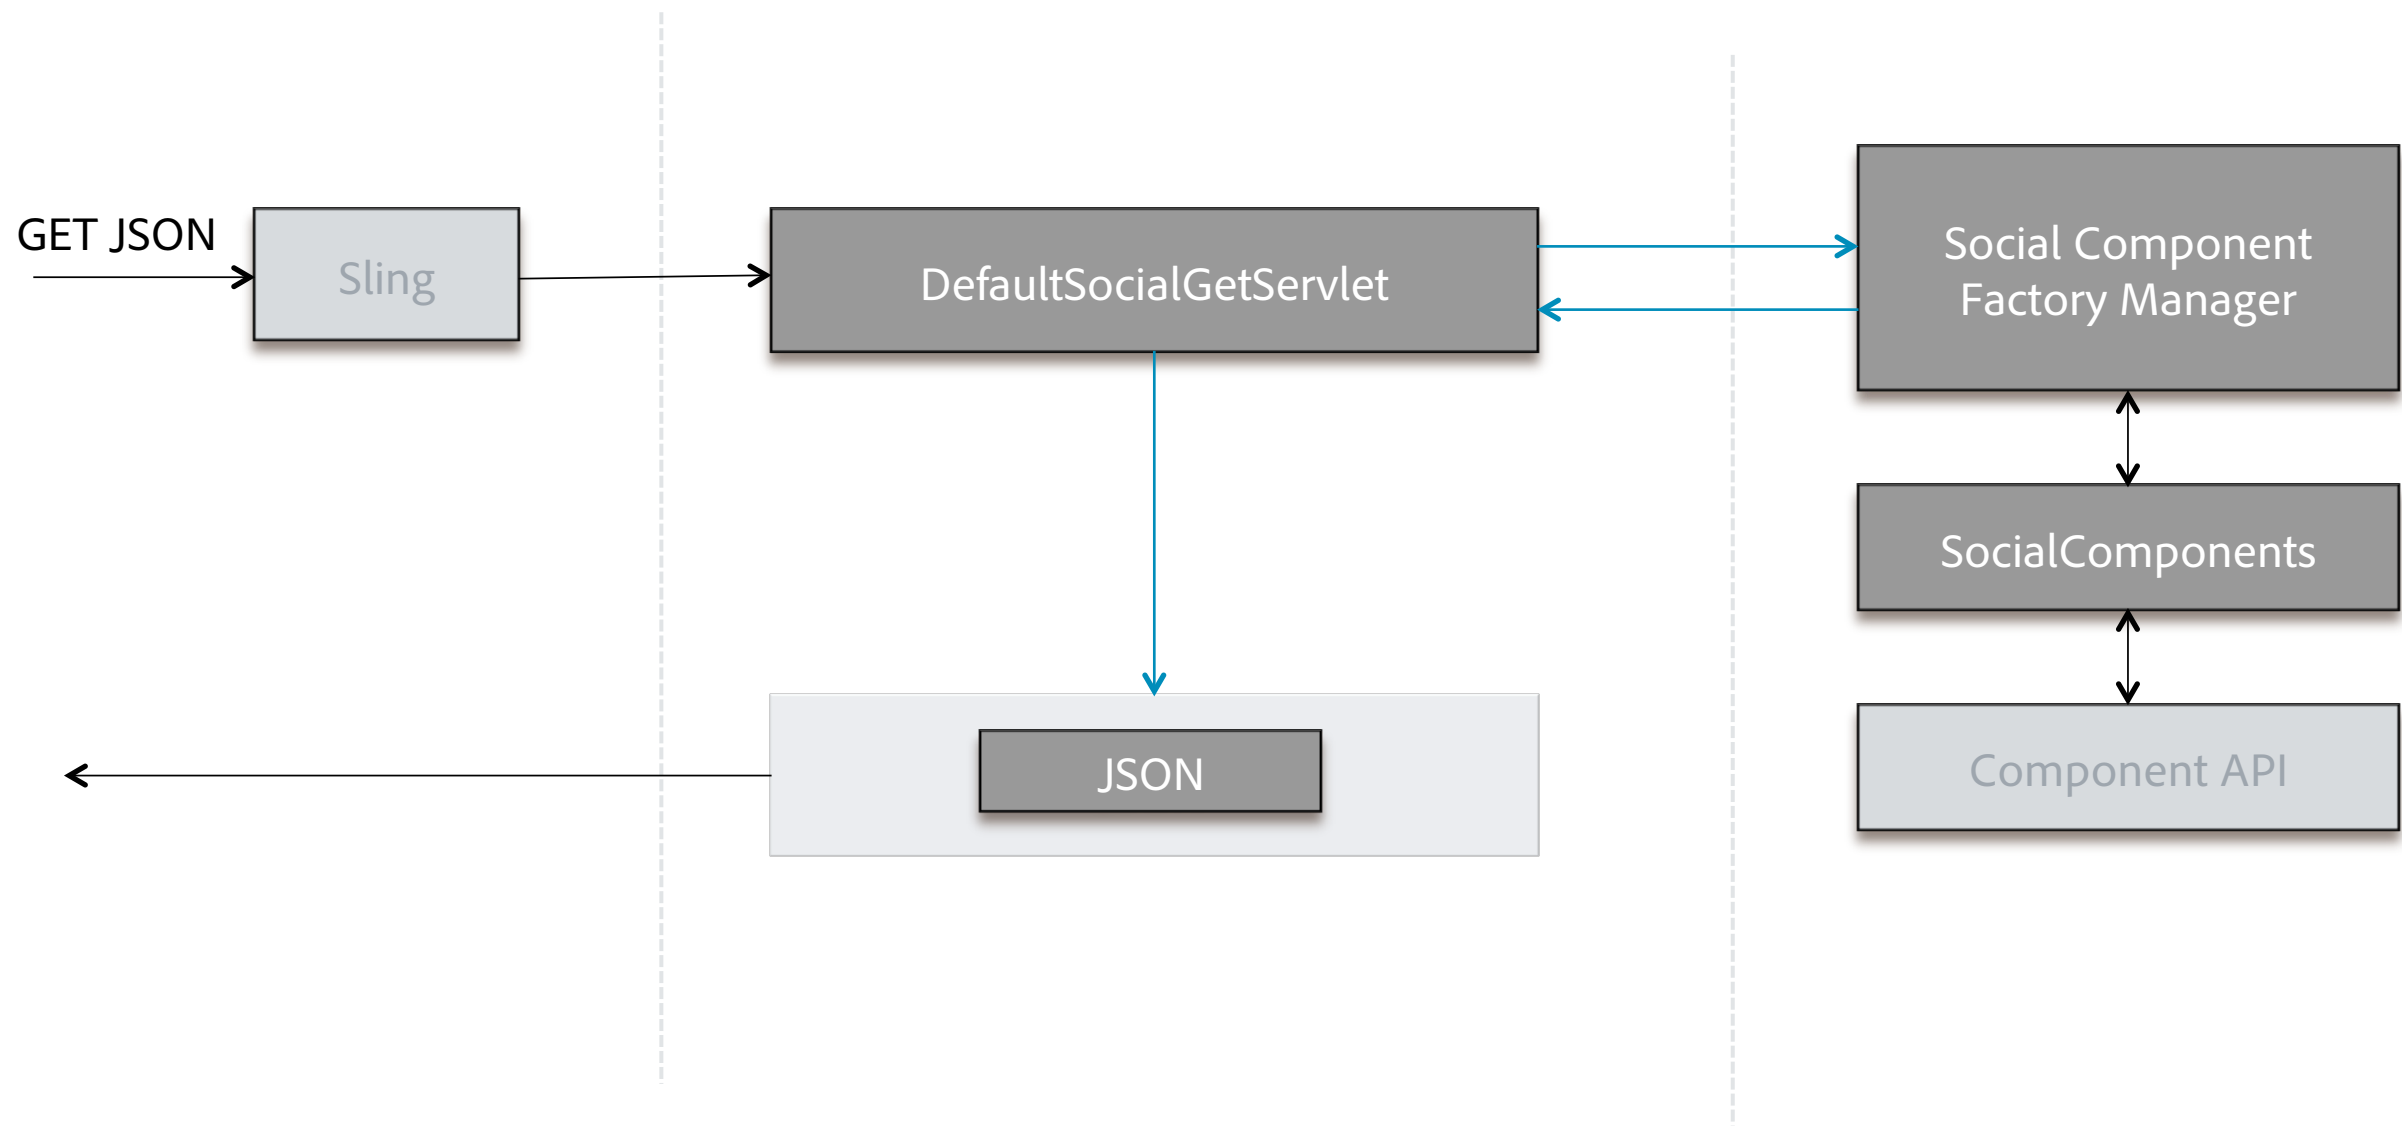 GET JSON
Sling
DefaultSocialGetServlet
Social Component
Factory Manager
SocialComponents
JSON
Component API